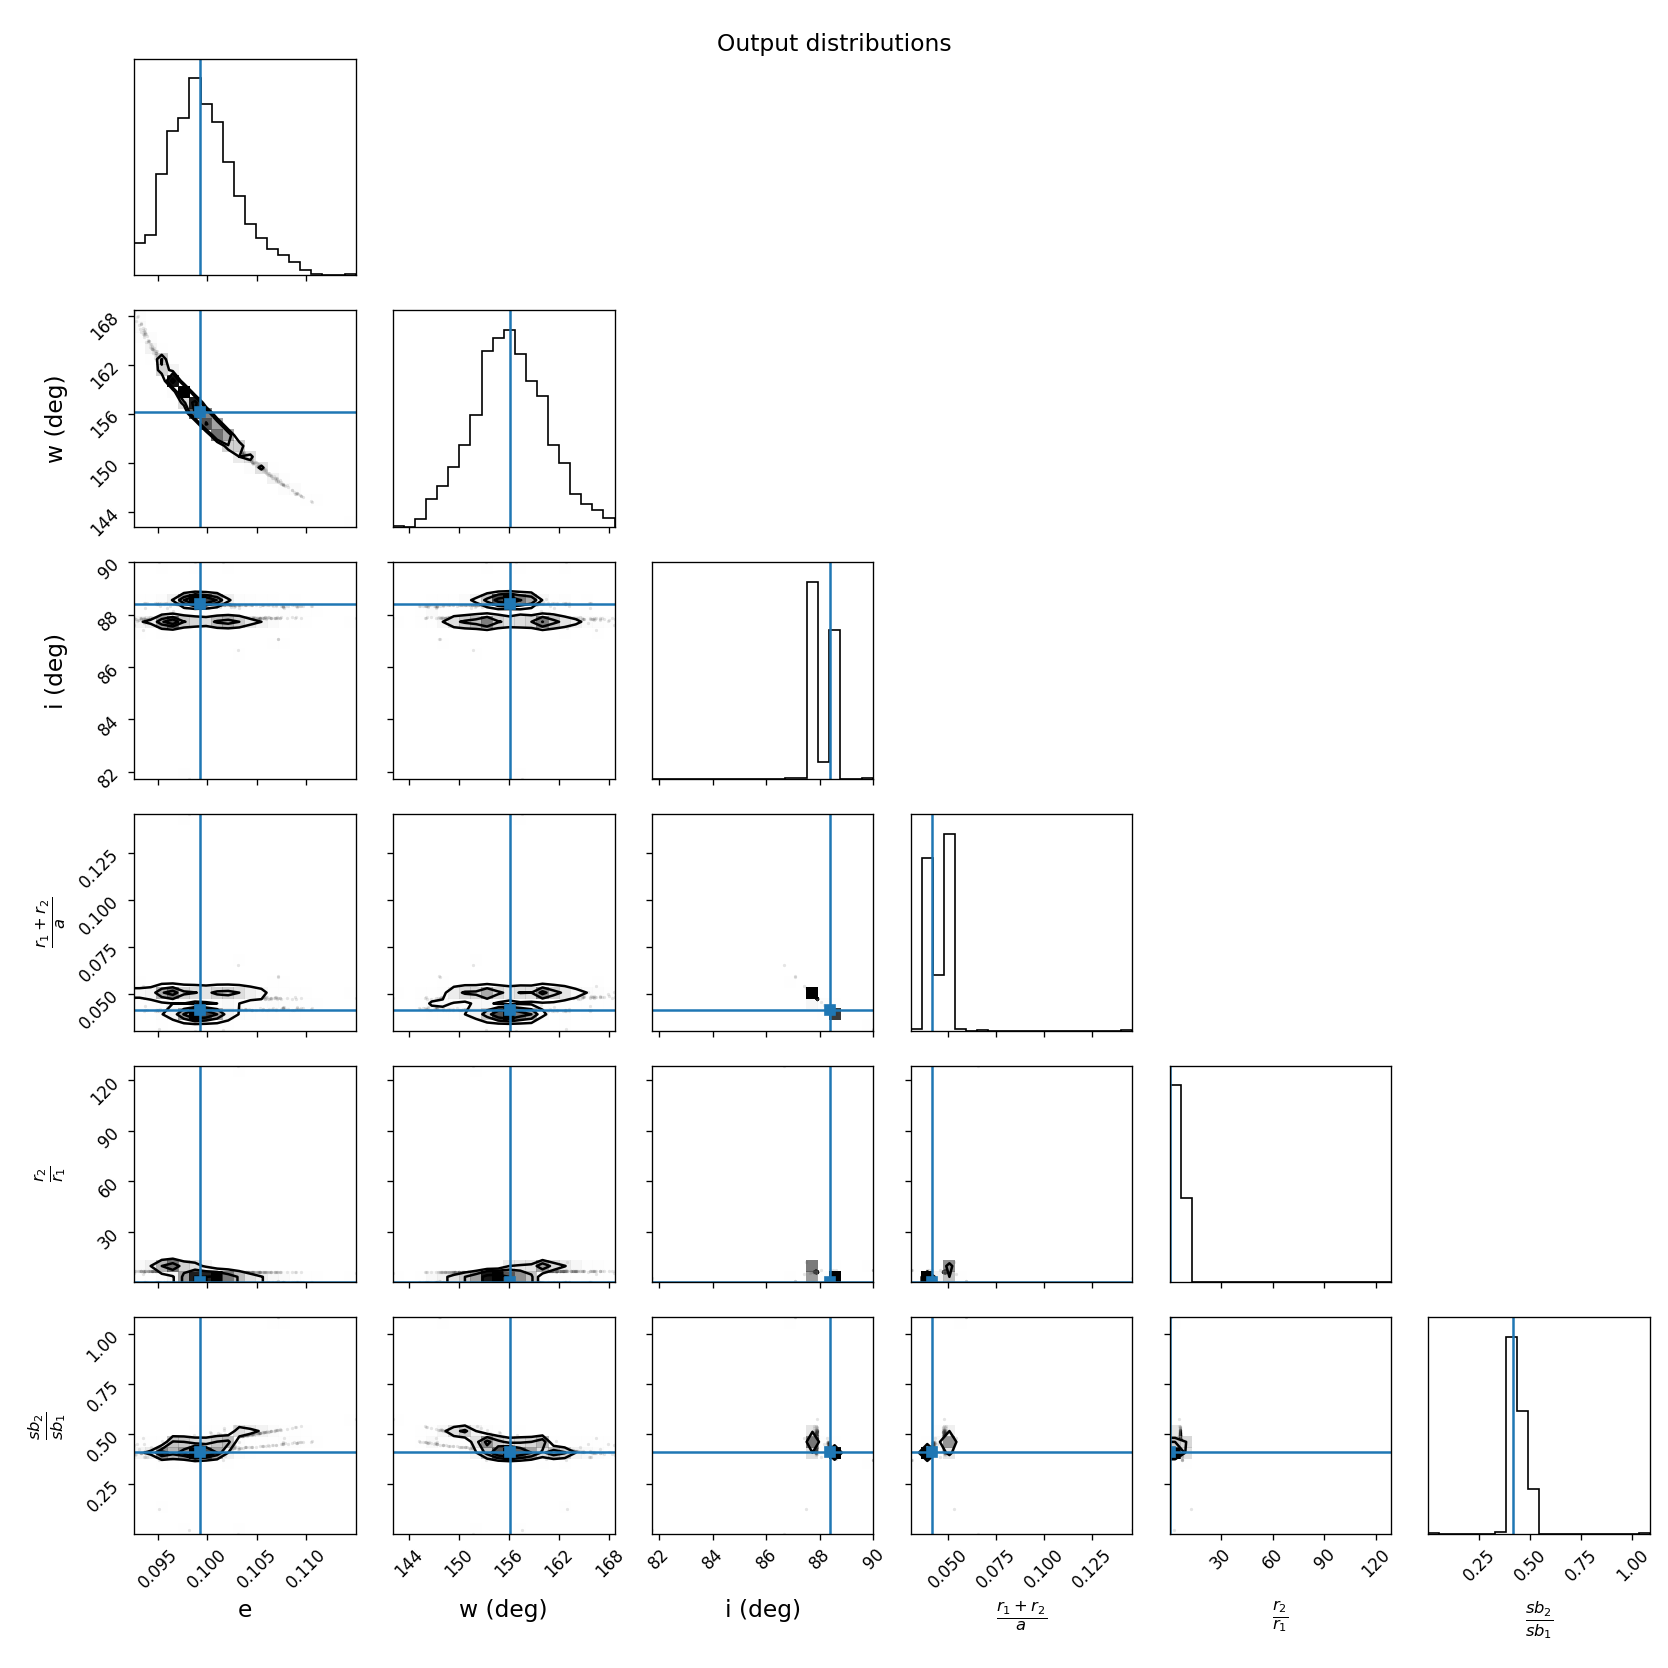 Output distributions
168
162
156
150
144
w (deg)
90
88
86
84
82
i (deg)
0.125
0.100
0.075
0.050
r₁ + r₂
a
120
90
60
30
r₂
r₁
1.00
0.75
0.50
0.25
sb₂
sb₁
0.095 0.100 0.105 0.110
144 150 156 162 168
82 84 86 88 90
0.050 0.075 0.100 0.125
30 60 90 120
0.25 0.50 0.75 1.00
e
w (deg)
i (deg)
r₁ + r₂
a
r₂
r₁
sb₂
sb₁